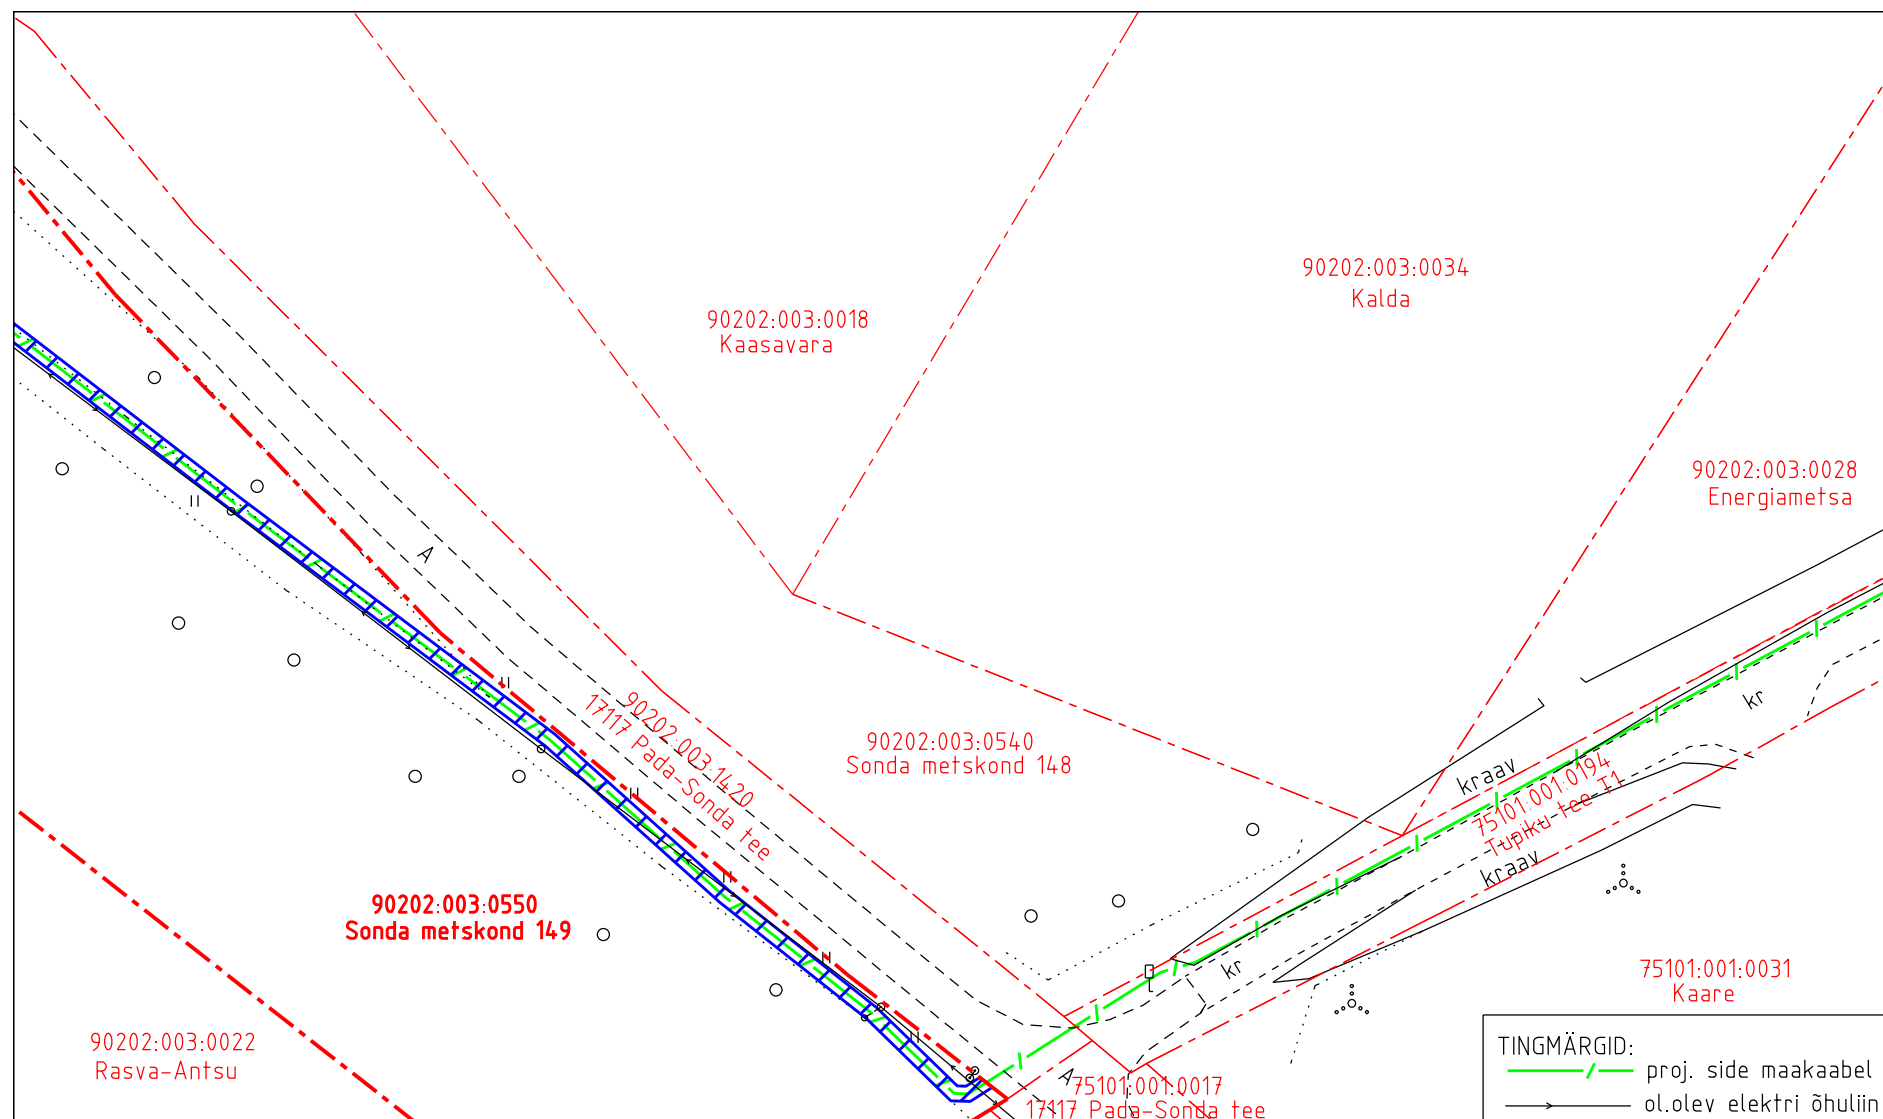 90202:003:0034
Kalda
90202:003:0018
Kaasavara
90202:003:0028
Energiametsa
A
90202:003:1420
17117 Pada-Sonda tee
90202:003:0540
Sonda metskond 148
kr
kraav
75101:001:0194
Tupiku tee T1
kraav
90202:003:0550
Sonda metskond 149
kr
75101:001:0031
Kaare
90202:003:0022
Rasva-Antsu
A
75101:001:0017
17117 Pada-Sonda tee
TINGMÄRGID:
proj. side maakaabel
ol.olev elektri õhuliin